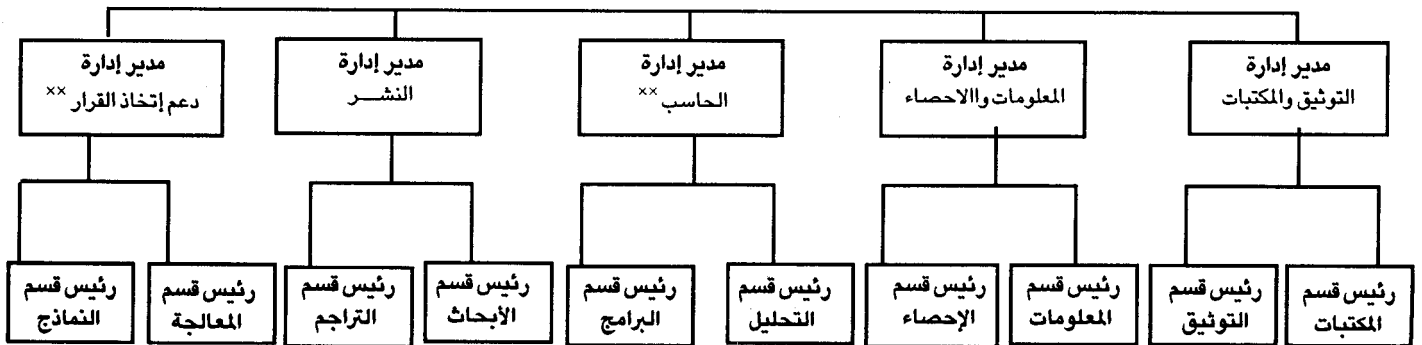 مدير إدارة
التوثيق والمكتبات
مدير إدارة
المعلومات واالاحصاء
مدير إدارة
الحاسب ××
مدير إدارة
النشـــر
مدير إدارة
دعم إتخاذ القرار ××
رئيس قسم
المكتبات
رئيس قسم
التوثيق
رئيس قسم
المعلومات
رئيس قسم
الإحصاء
رئيس قسم
التحليل
رئيس قسم
البرامج
رئيس قسم
الأبحاث
رئيس قسم
التراجم
رئيس قسم
المعالجة
رئيس قسم
النماذج